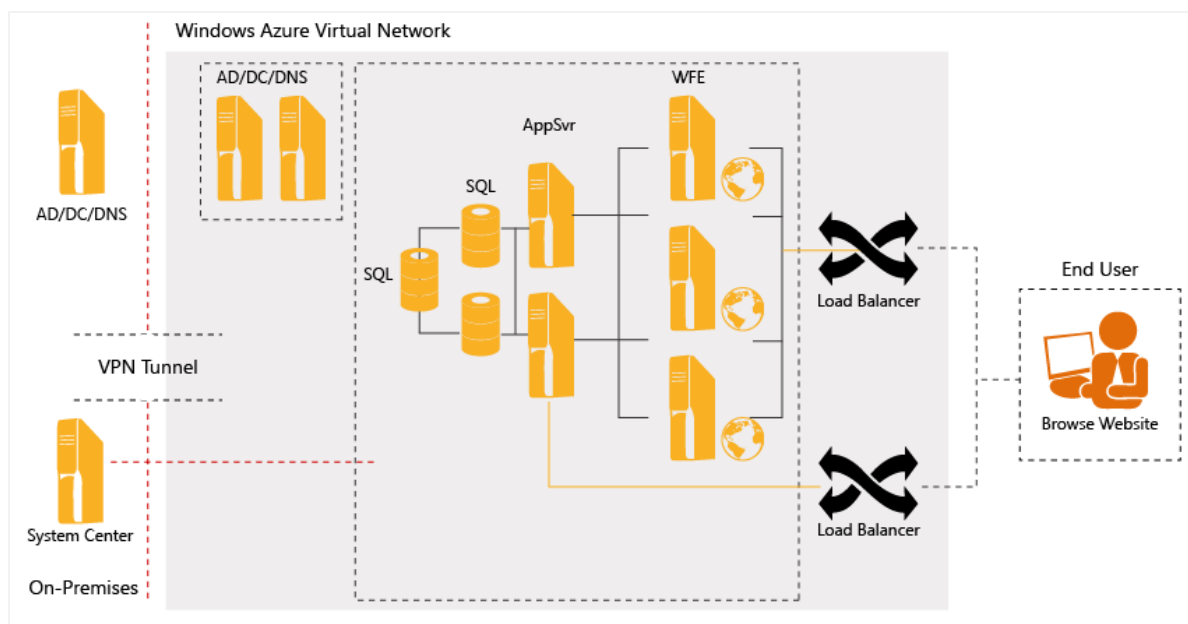 Windows Azure Virtual Network
AD/DC/DNS
WFE
AppSvr
AD/DC/DNS
SQL
SQL
End User
Load Balancer
VPN Tunnel
Browse Website
System Center
Load Balancer
On-Premises